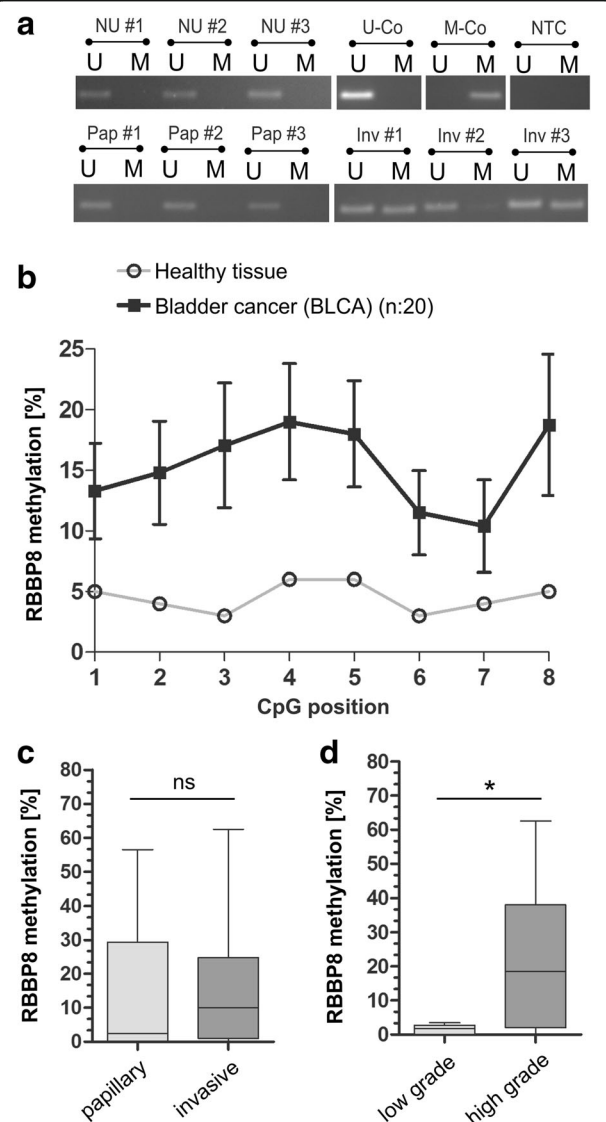 a
NU #1 NU #2 NU #3 U-Co M-Co NTC
U M U M U M U M U M U M
Pap #1 Pap #2 Pap #3 Inv #1 Inv #2 Inv #3
U M U M U M U M U M U M
b
Healthy tissue
Bladder cancer (BLCA) (n:20)
RBBP8 methylation [%]
25
20
15
10
5
0
1 2 3 4 5 6 7 8
CpG position
c
RBBP8 methylation [%]
80
70
60
50
40
30
20
10
0
ns
papillary
invasive
d
RBBP8 methylation [%]
80
70
60
50
40
30
20
10
0
*
low grade
high grade